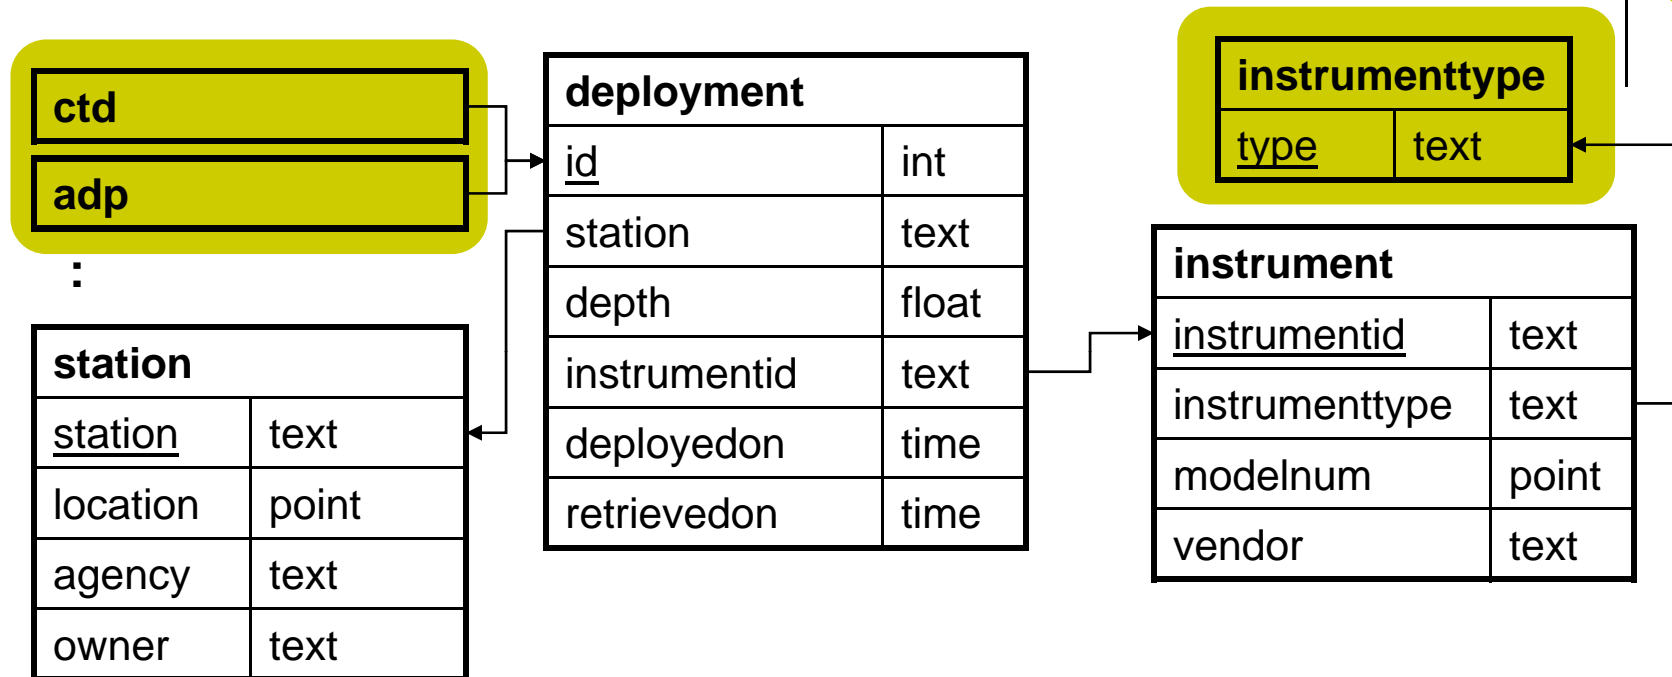 ctd
adp
:
station
station text
location point
agency text
owner text
deployment
id int
station text
depth float
instrumentid text
deployedon time
retrievedon time
instrumenttype
type text
instrument
instrumentid text
instrumenttype text
modelnum point
vendor text